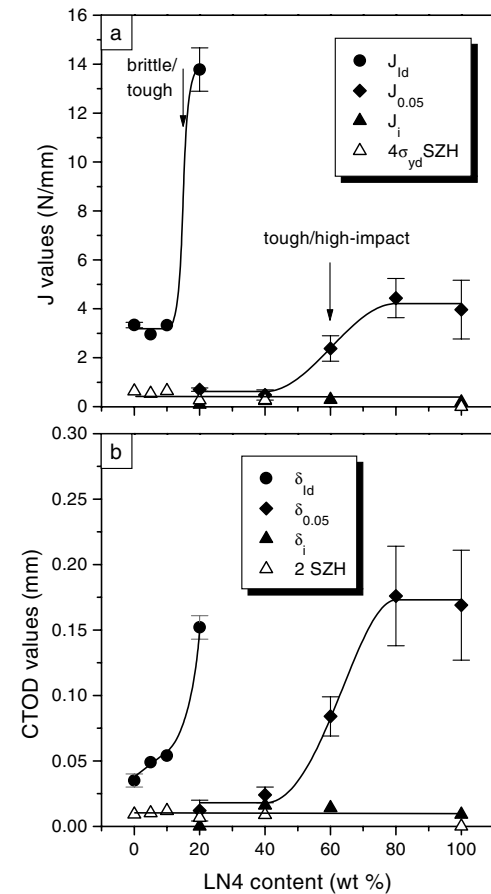 a
16
14
12
10
8
6
4
2
0
J values (N/mm)
brittle/
tough
tough/high-impact
J_Id
J_0.05
J_i
4σ_yd SZH
b
0.30
0.25
0.20
0.15
0.10
0.05
0.00
CTOD values (mm)
δ_Id
δ_0.05
δ_i
2 SZH
0 20 40 60 80 100
LN4 content (wt %)